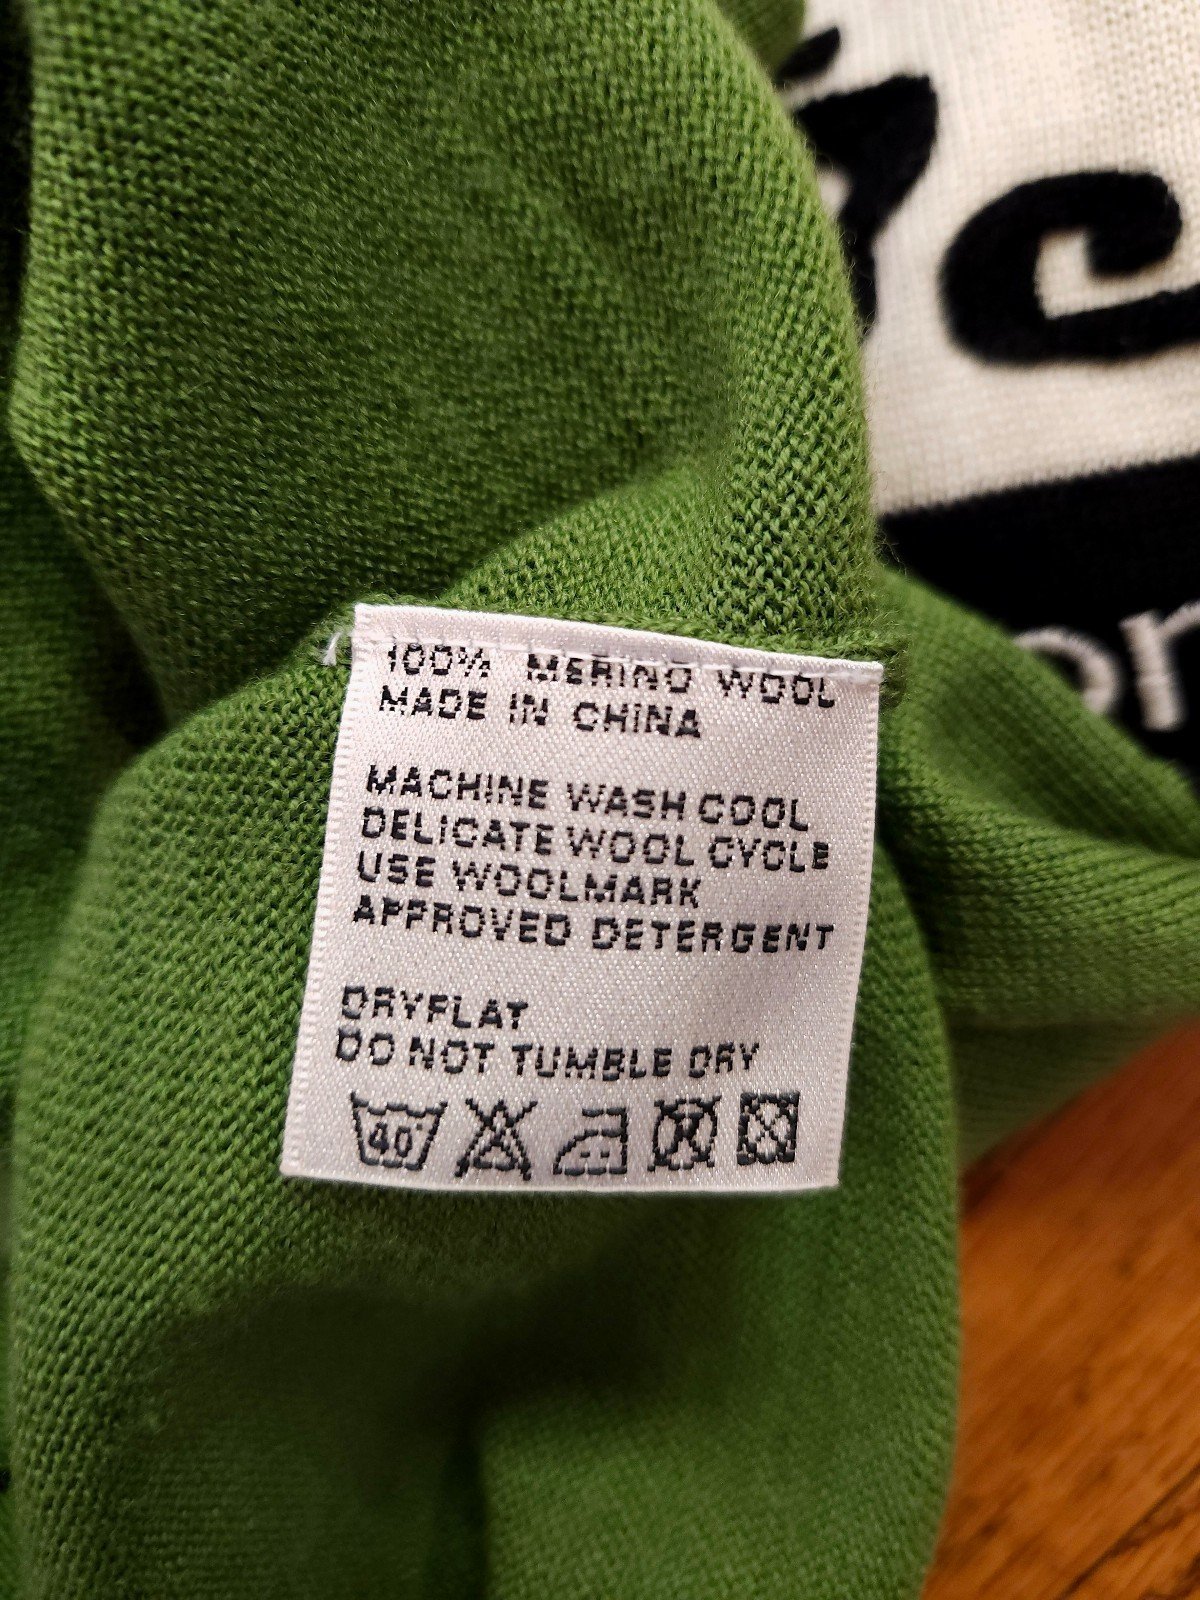 100% MERINO WOOL
MADE IN CHINA
MACHINE WASH COOL
DELICATE WOOL CYCLE
USE WOOLMARK
APPROVED DETERGENT
DRYFLAT
DO NOT TUMBLE DRY
40°